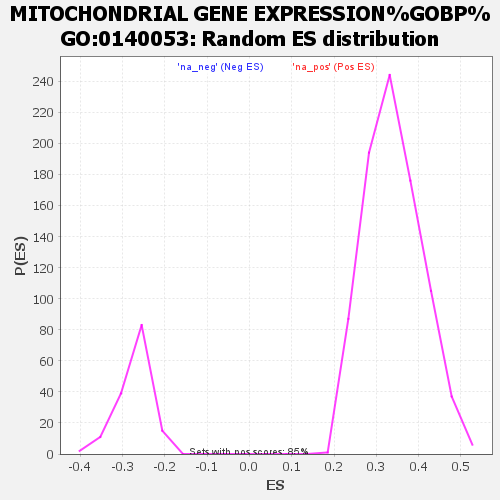 MITOCHONDRIAL GENE EXPRESSION%GOBP%
GO:0140053: Random ES distribution
'na_neg' (Neg ES) 'na_pos' (Pos ES)
240
220
200
180
160
140
120
100
80
60
40
20
0
P(ES)
Sets with pos scores: 85%
-0.4 -0.3 -0.2 -0.1 0.0 0.1 0.2 0.3 0.4 0.5
ES